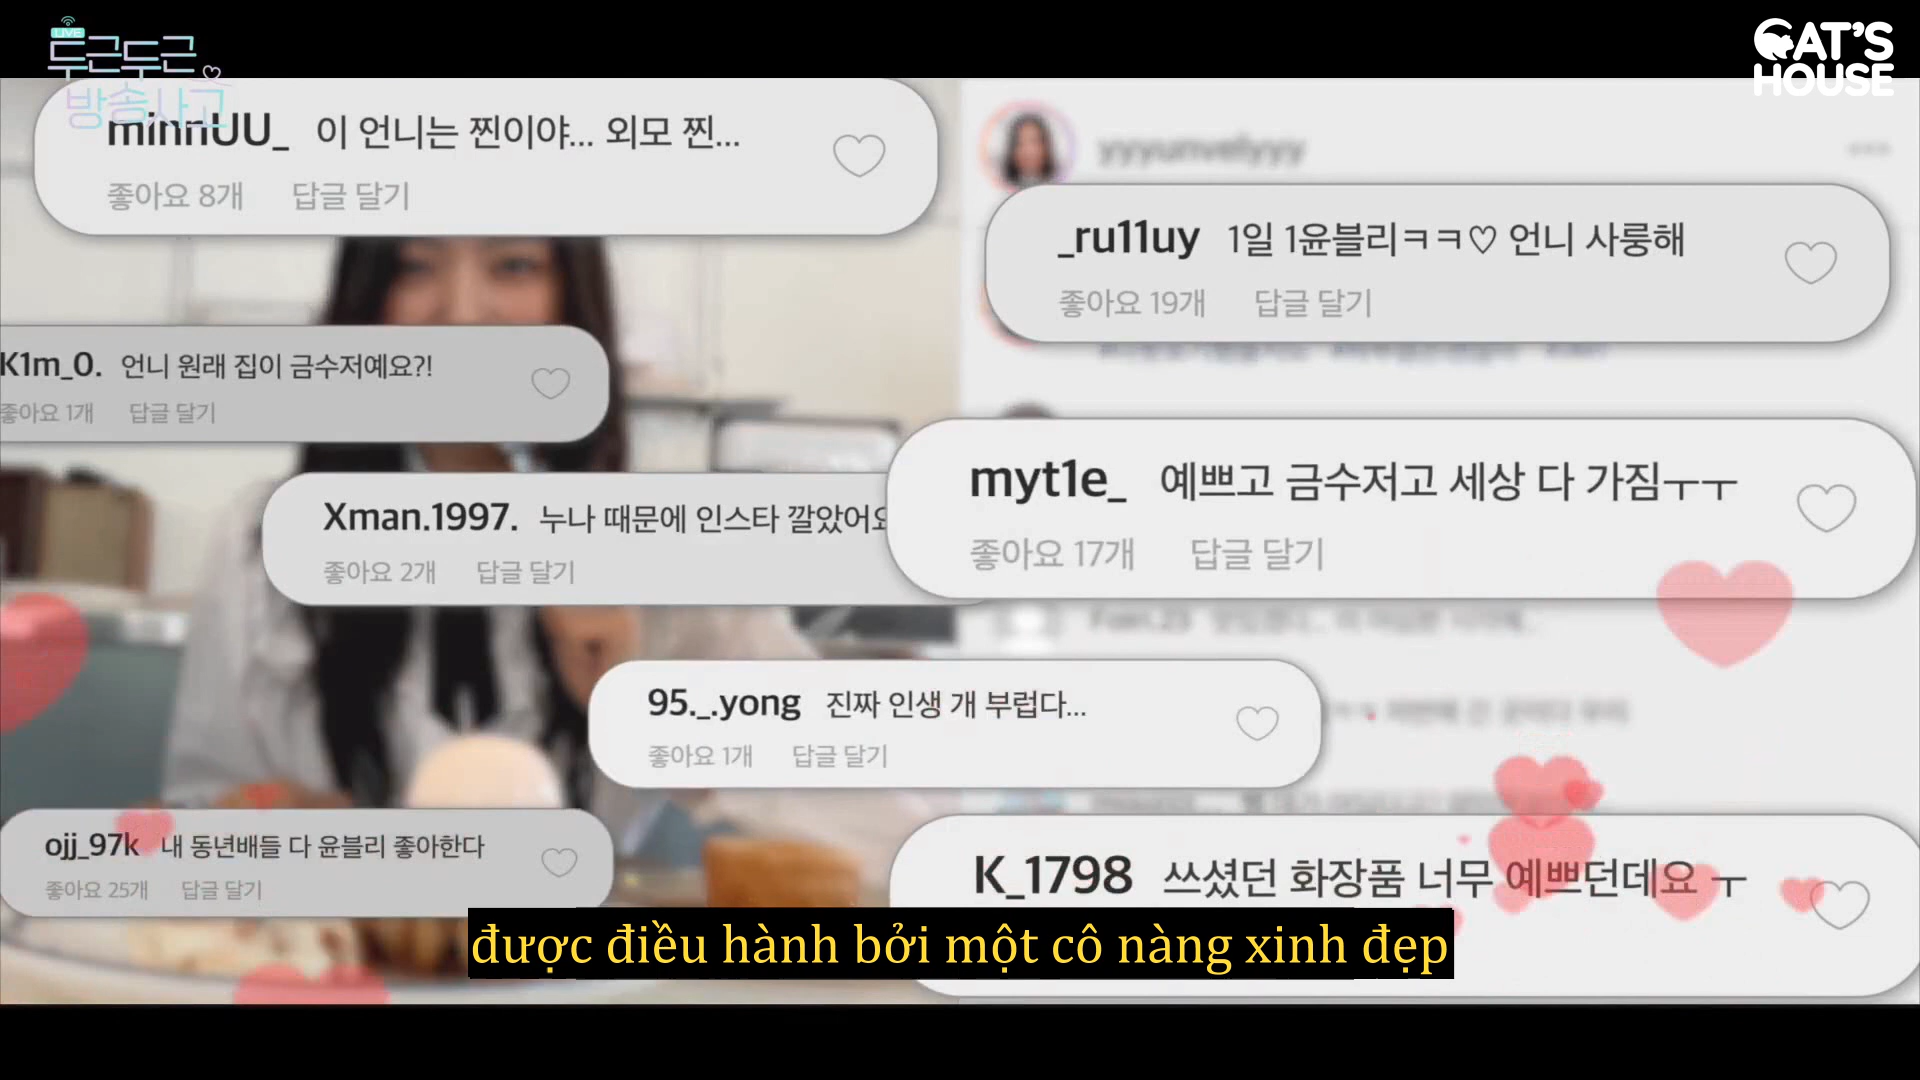 LIVE
두근두근
방송사고
CAT'S
HOUSE
minnUU_ 이 언니는 찐이야... 외모 찐...
좋아요 8개 답글 달기
yyyunvelyyy
_ru11uy 1일 1윤블리ㅋㅋ♡ 언니 사룽해
좋아요 19개 답글 달기
K1m_0. 언니 원래 집이 금수저예요?!
좋아요 1개 답글 달기
myt1e_ 예쁘고 금수저고 세상 다 가짐ㅜㅜ
좋아요 17개 답글 달기
Xman.1997. 누나 때문에 인스타 깔았어요
좋아요 2개 답글 달기
95._.yong 진짜 인생 개 부럽다...
좋아요 1개 답글 달기
ojj_97k 내 동년배들 다 윤블리 좋아한다
좋아요 25개 답글 달기
K_1798 쓰셨던 화장품 너무 예쁘던데요 ㅜ
được điều hành bởi một cô nàng xinh đẹp